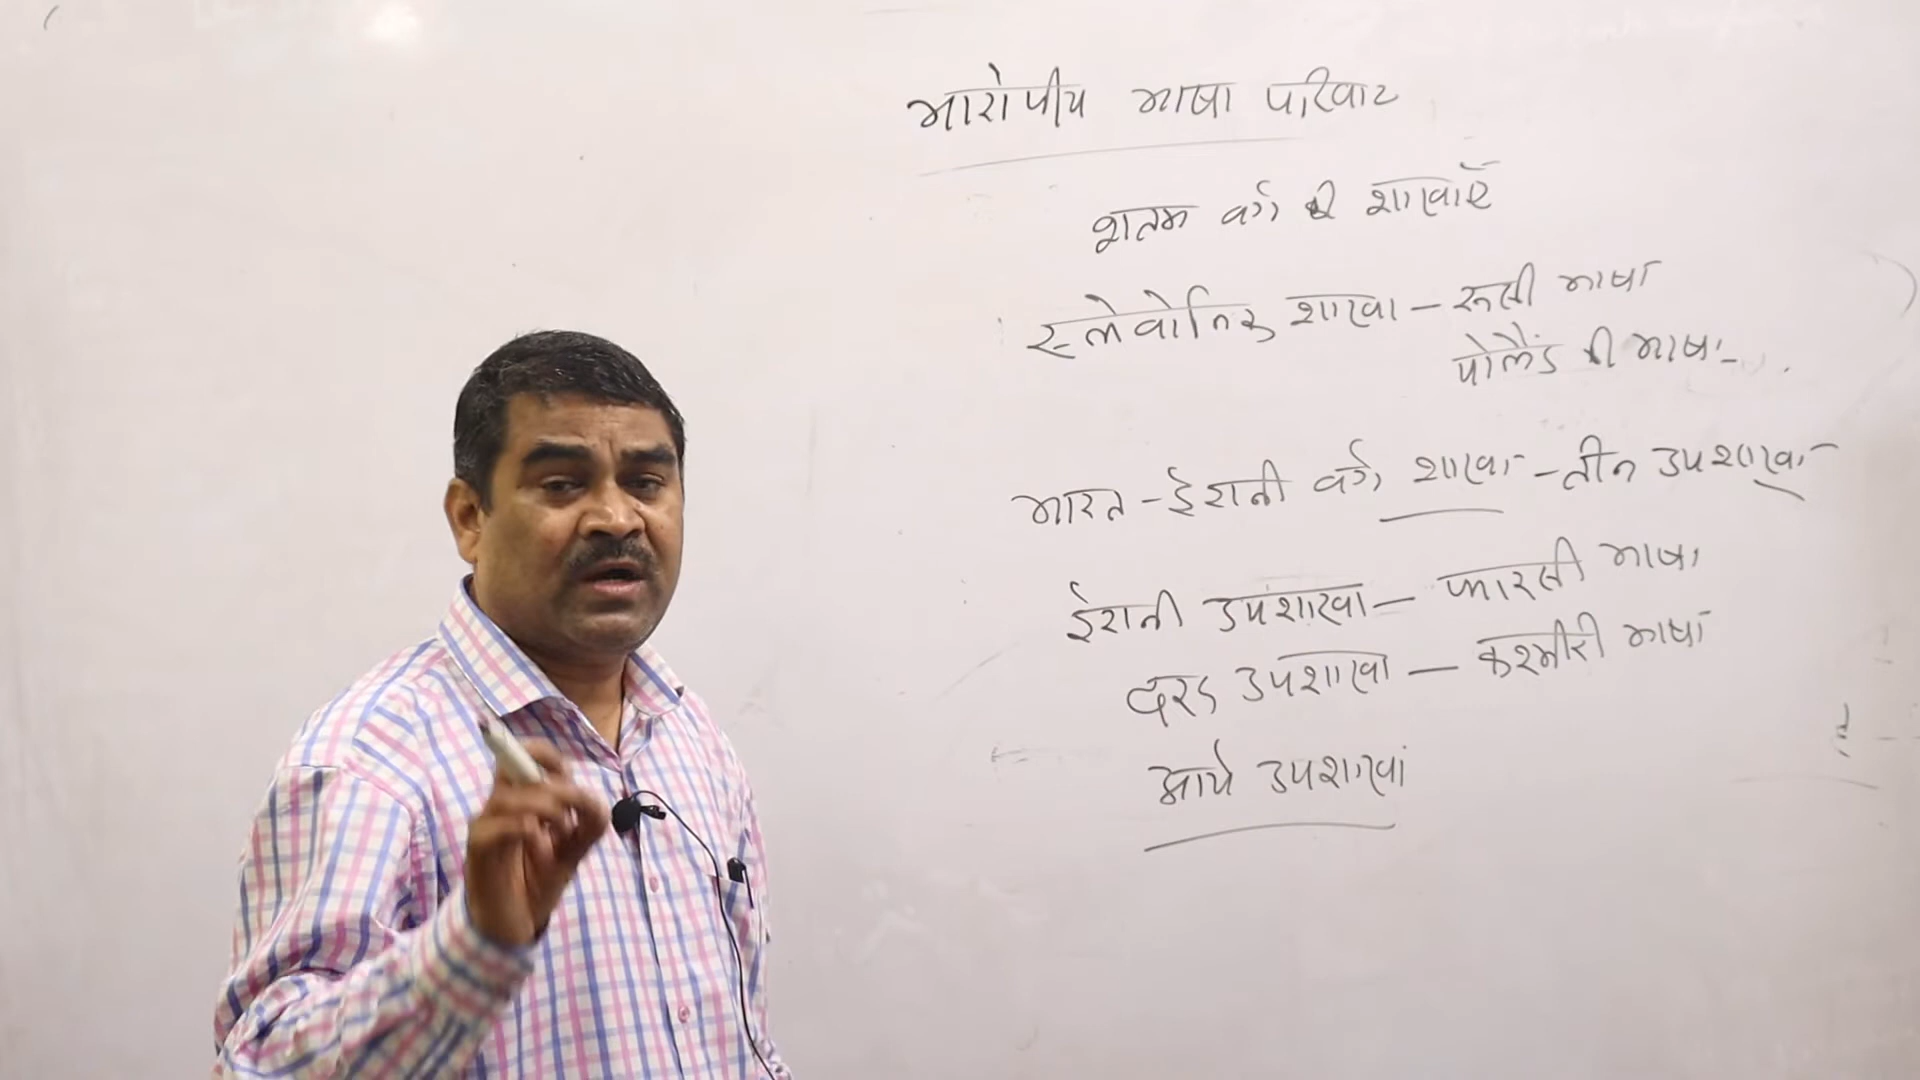 भारोपीय भाषा परिवार
शतम वर्ग की शाखाएँ
स्लेवोनिक शाखा – रूसी भाषा
पोलैंड की भाषा
भारत - ईरानी वर्ग शाखा - तीन उपशाखा
ईरानी उपशाखा – फारसी भाषा
दरद उपशाखा – कश्मीरी भाषा
आर्य उपशाखा